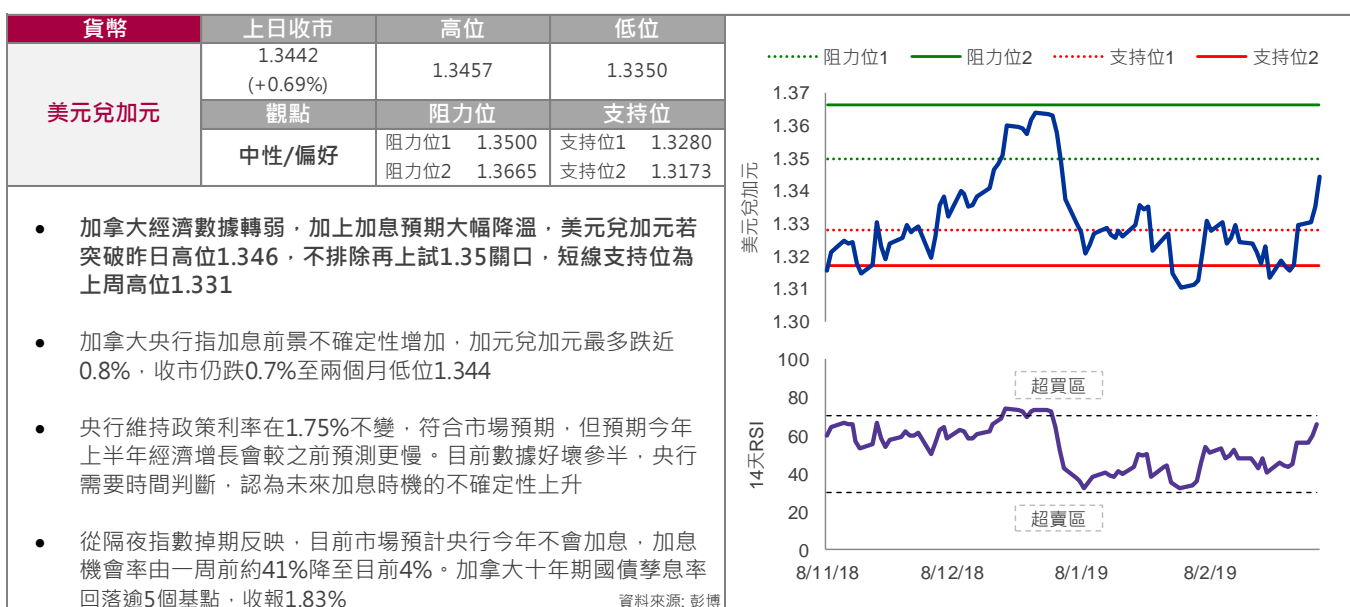 貨幣 上日收市 高位 低位
美元兌加元
1.3442
(+0.69%)
1.3457 1.3350
觀點 阻力位 支持位
中性/偏好
阻力位1 1.3500 支持位1 1.3280
阻力位2 1.3665 支持位2 1.3173
● 加拿大經濟數據轉弱，加上加息預期大幅降溫，美元兌加元若
突破昨日高位1.346，不排除再上試1.35關口，短線支持位為
上周高位1.331
● 加拿大央行指加息前景不確定性增加，加元兌加元最多跌近
0.8%，收市仍跌0.7%至兩個月低位1.344
● 央行維持政策利率在1.75%不變，符合市場預期，但預期今年
上半年經濟增長會較之前預測更慢。目前數據好壞參半，央行
需要時間判斷，認為未來加息時機的不確定性上升
● 從隔夜指數掉期反映，目前市場預計央行今年不會加息，加息
機會率由一周前約41%降至目前4%。加拿大十年期國債孳息率
回落逾5個基點，收報1.83%
資料來源: 彭博
阻力位1 阻力位2 支持位1 支持位2
美元兌加元
1.37
1.36
1.35
1.34
1.33
1.32
1.31
1.30
14天RSI
100
80
60
40
20
0
超買區
超賣區
8/11/18 8/12/18 8/1/19 8/2/19